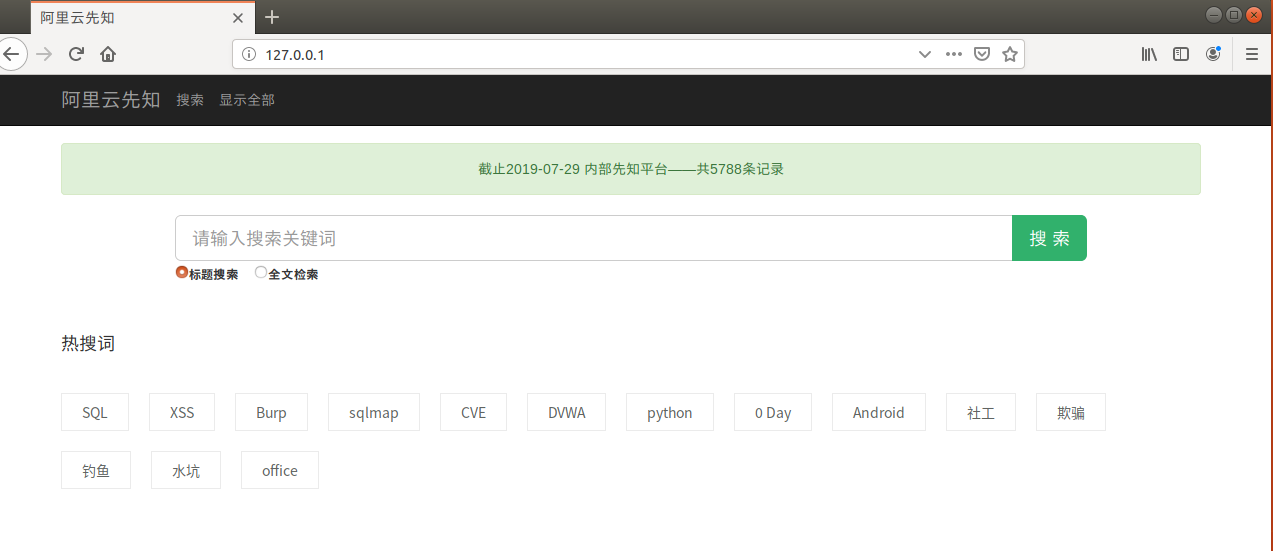 阿里云先知
127.0.0.1
阿里云先知 搜索 显示全部
截止2019-07-29 内部先知平台——共5788条记录
请输入搜索关键词 搜 索
标题搜索 全文检索
热搜词
SQL XSS Burp sqlmap CVE DVWA python 0 Day Android 社工 欺骗
钓鱼 水坑 office